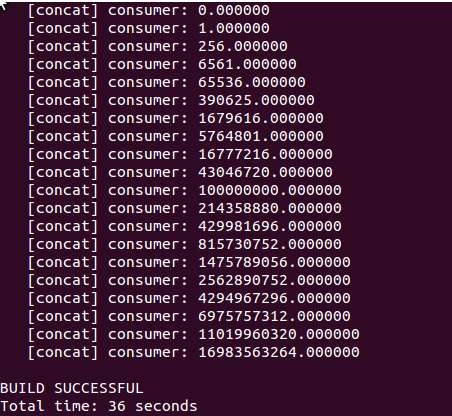 [concat] consumer: 0.000000
[concat] consumer: 1.000000
[concat] consumer: 256.000000
[concat] consumer: 6561.000000
[concat] consumer: 65536.000000
[concat] consumer: 390625.000000
[concat] consumer: 1679616.000000
[concat] consumer: 5764801.000000
[concat] consumer: 16777216.000000
[concat] consumer: 43046720.000000
[concat] consumer: 100000000.000000
[concat] consumer: 214358880.000000
[concat] consumer: 429981696.000000
[concat] consumer: 815730752.000000
[concat] consumer: 1475789056.000000
[concat] consumer: 2562890752.000000
[concat] consumer: 4294967296.000000
[concat] consumer: 6975757312.000000
[concat] consumer: 11019960320.000000
[concat] consumer: 16983563264.000000
BUILD SUCCESSFUL
Total time: 36 seconds